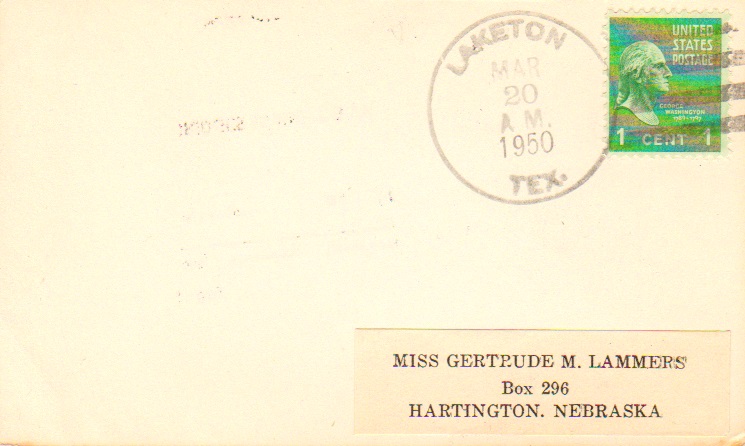 LAKETON
MAR
20
A M.
1950
TEX.
UNITED
STATES
POSTAGE
GEORGE
WASHINGTON
1 CENT 1
MISS GERTRUDE M. LAMMERS
Box 296
HARTINGTON. NEBRASKA